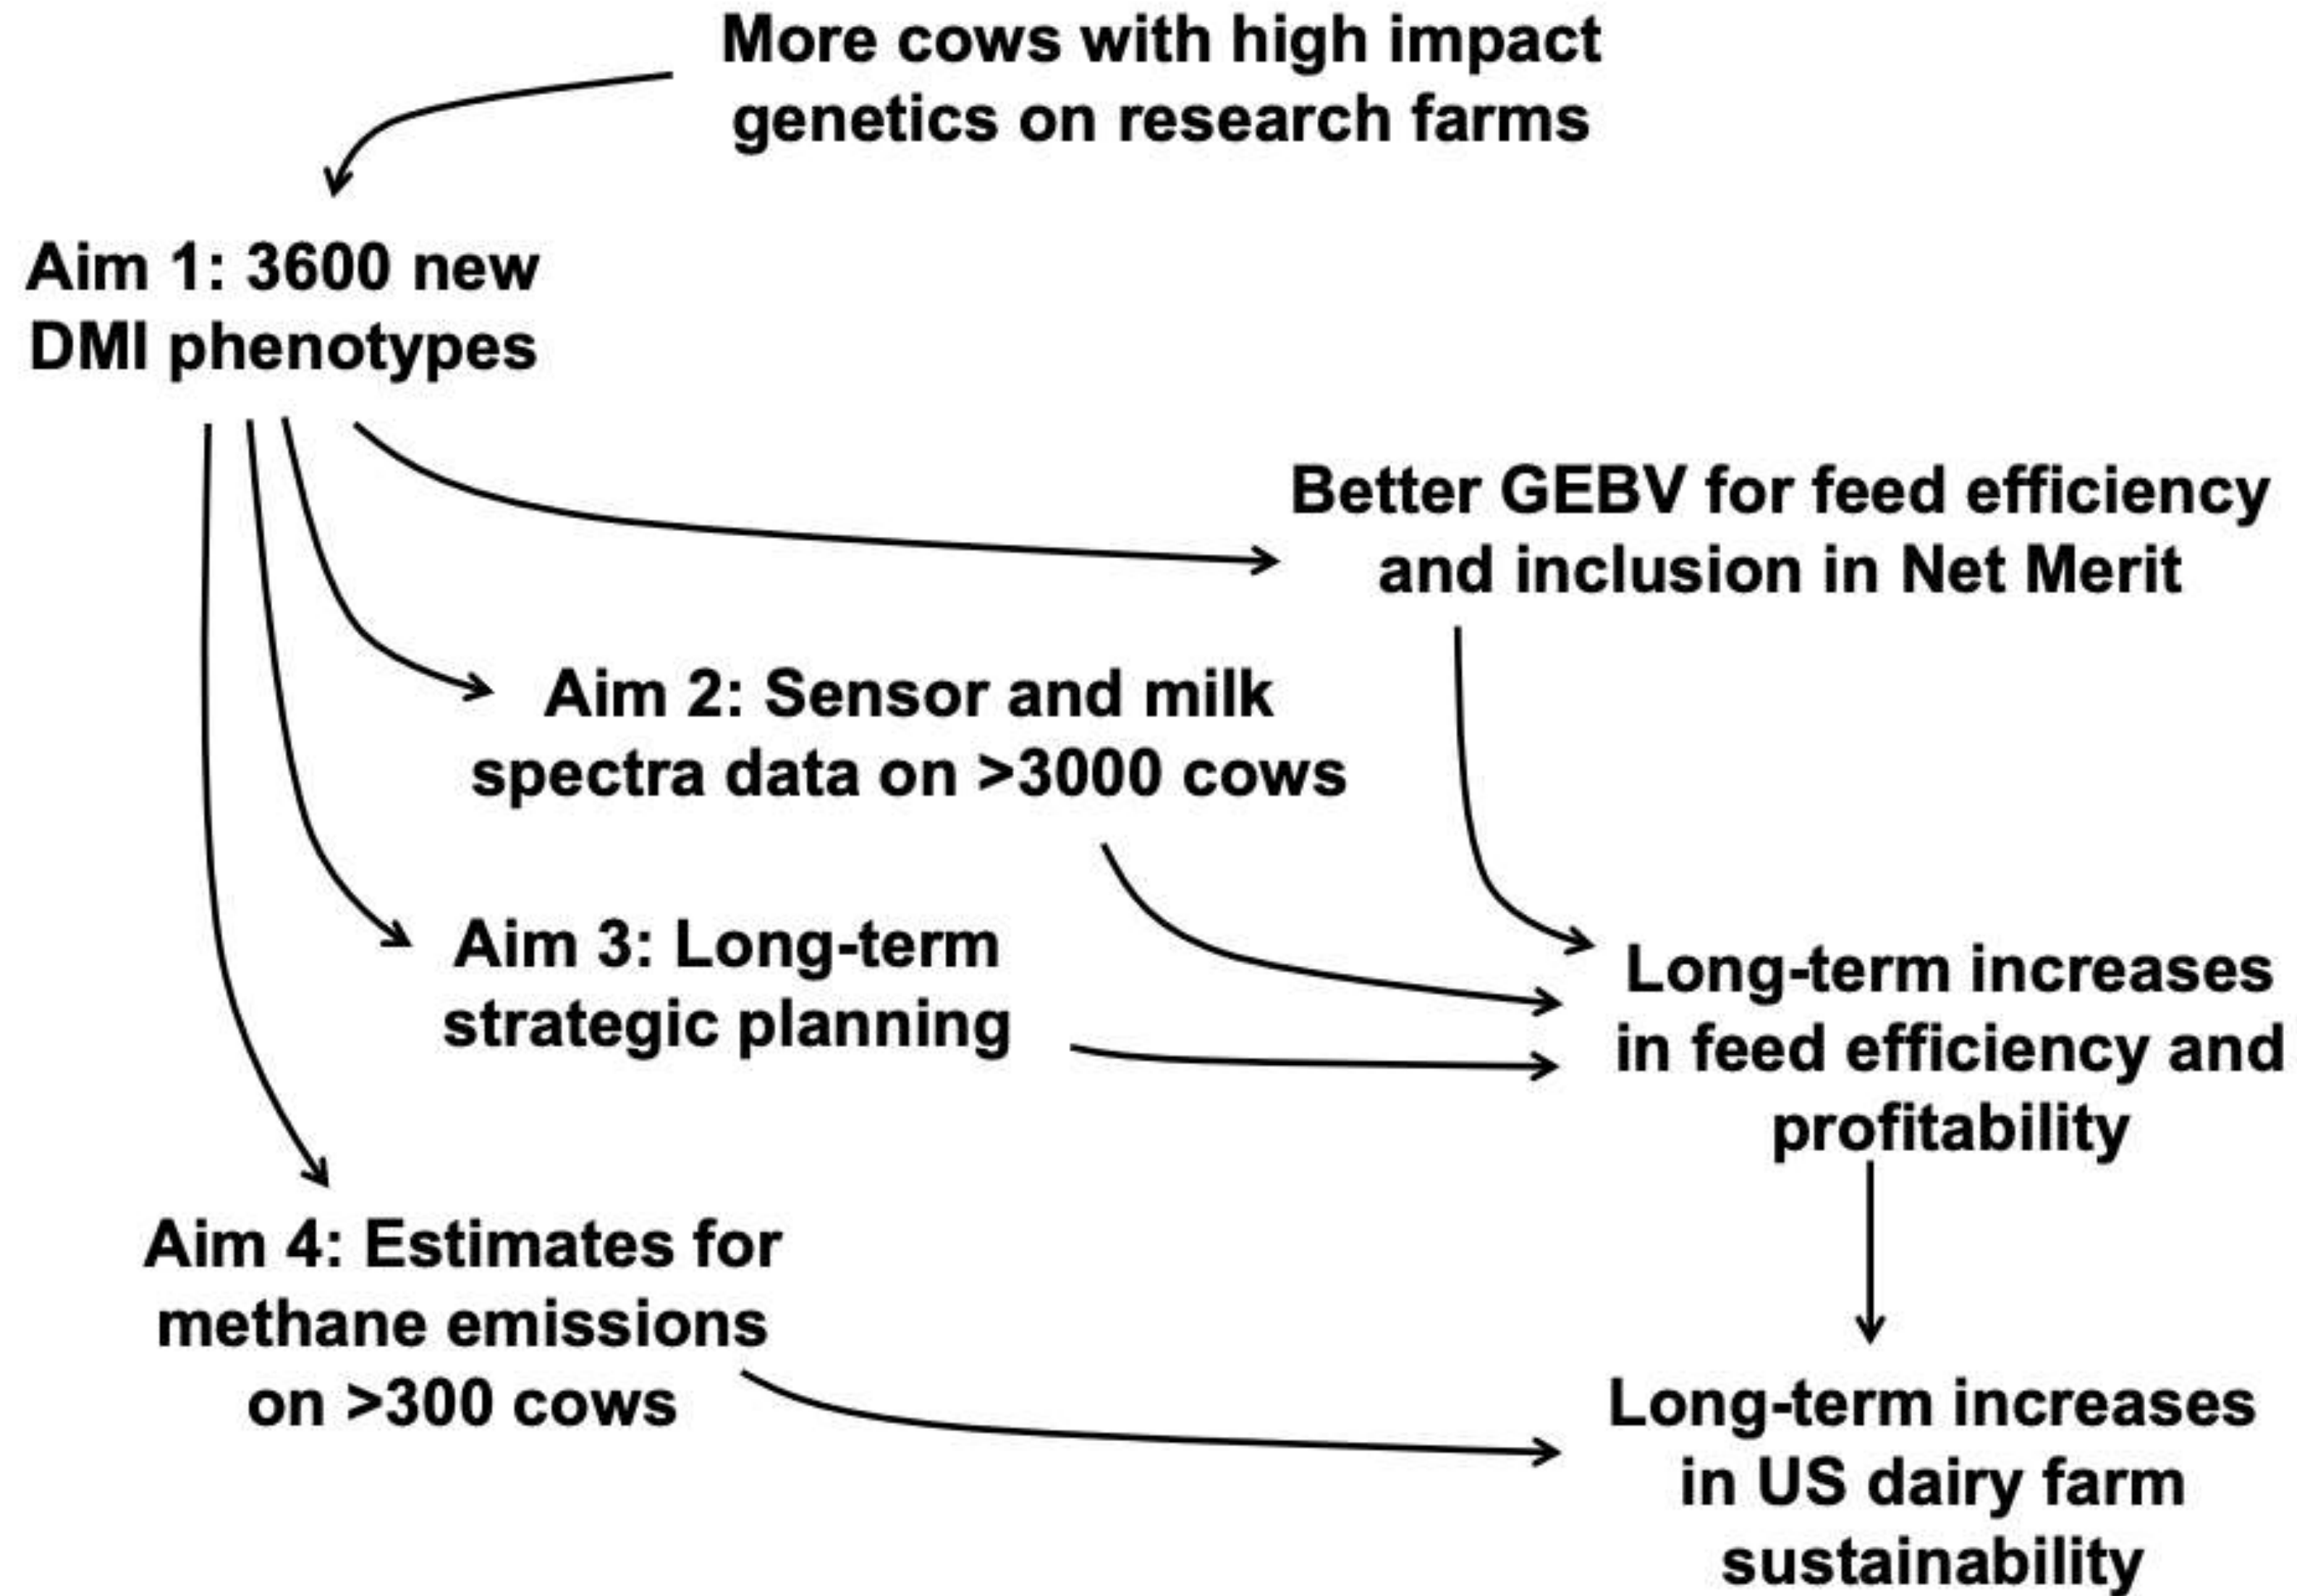 More cows with high impact
genetics on research farms
Aim 1: 3600 new
DMI phenotypes
Better GEBV for feed efficiency
and inclusion in Net Merit
Aim 2: Sensor and milk
spectra data on >3000 cows
Aim 3: Long-term
strategic planning
Long-term increases
in feed efficiency and
profitability
Aim 4: Estimates for
methane emissions
on >300 cows
Long-term increases
in US dairy farm
sustainability